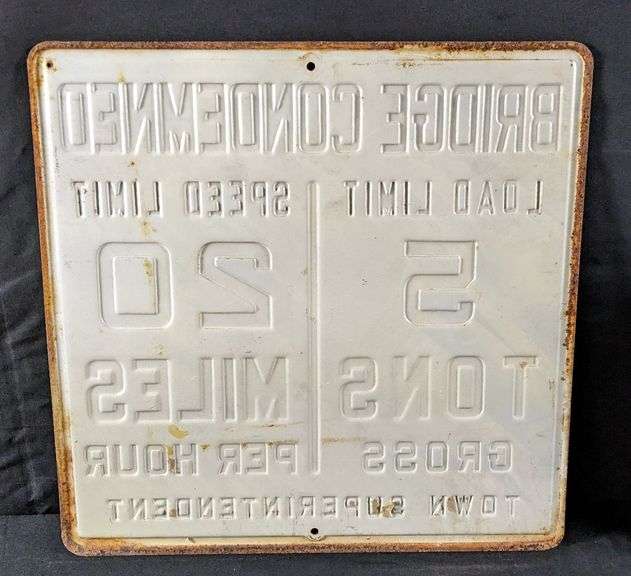 BRIDGE CONDEMNED
LOAD LIMIT SPEED LIMIT
5 20
TONS MILES
GROSS PER HOUR
TOWN SUPERINTENDENT